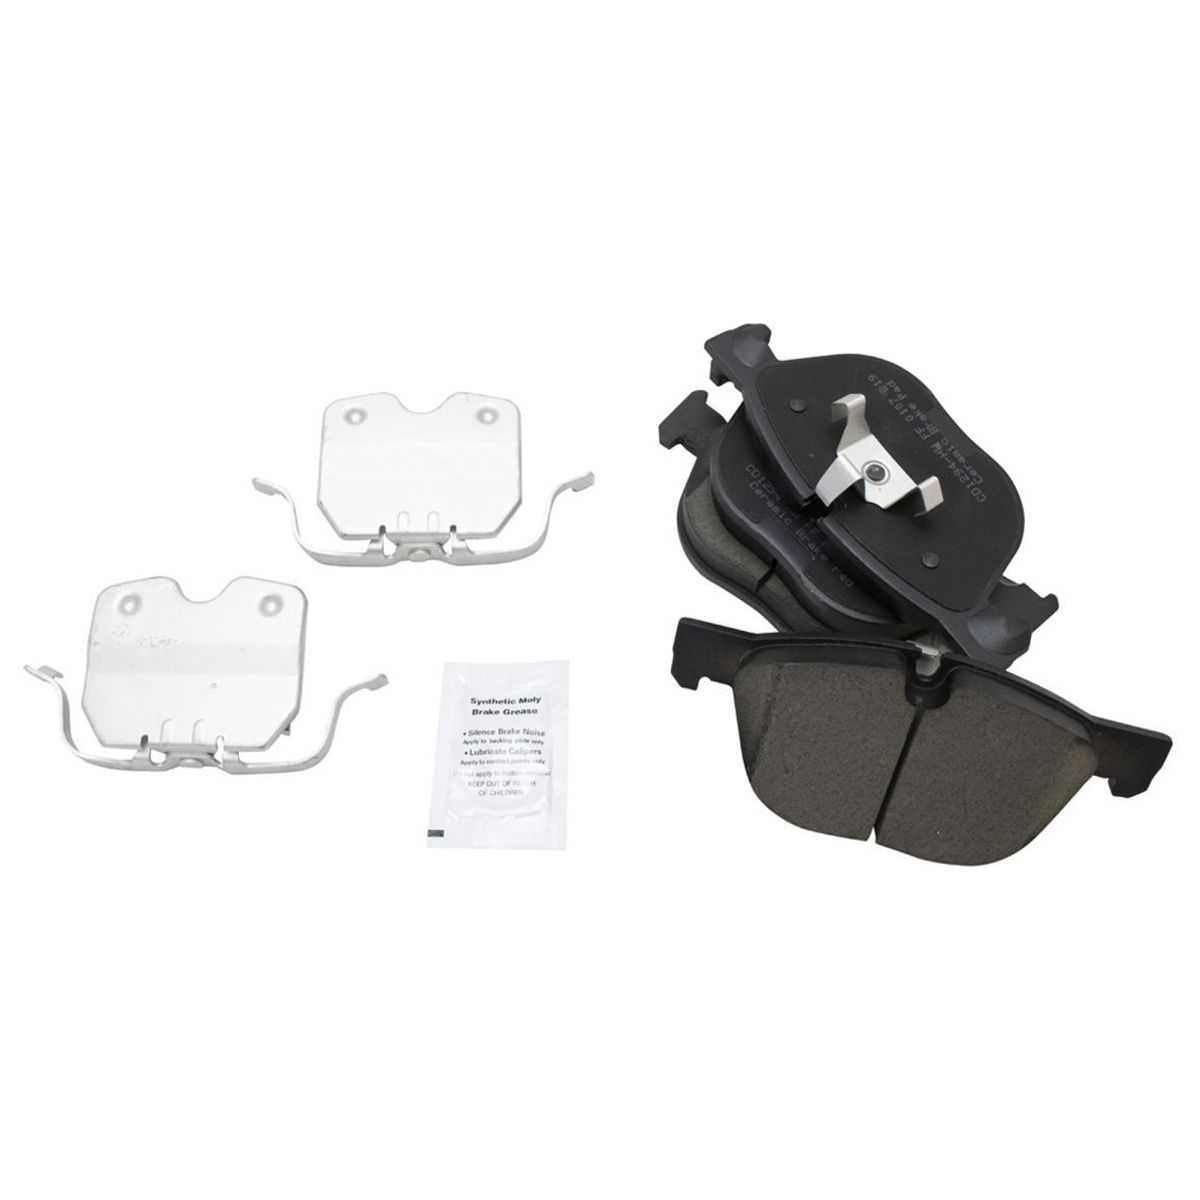 CD1294-HW FF 0107 819
Ceramic Brake Pad
Ceramic Brake Pad
Synthetic Moly
Brake Grease
• Silence Brake Noise
Apply to backing plate only
• Lubricate Calipers
Apply to contact points only
Do not apply to friction material
KEEP OUT OF REACH
OF CHILDREN